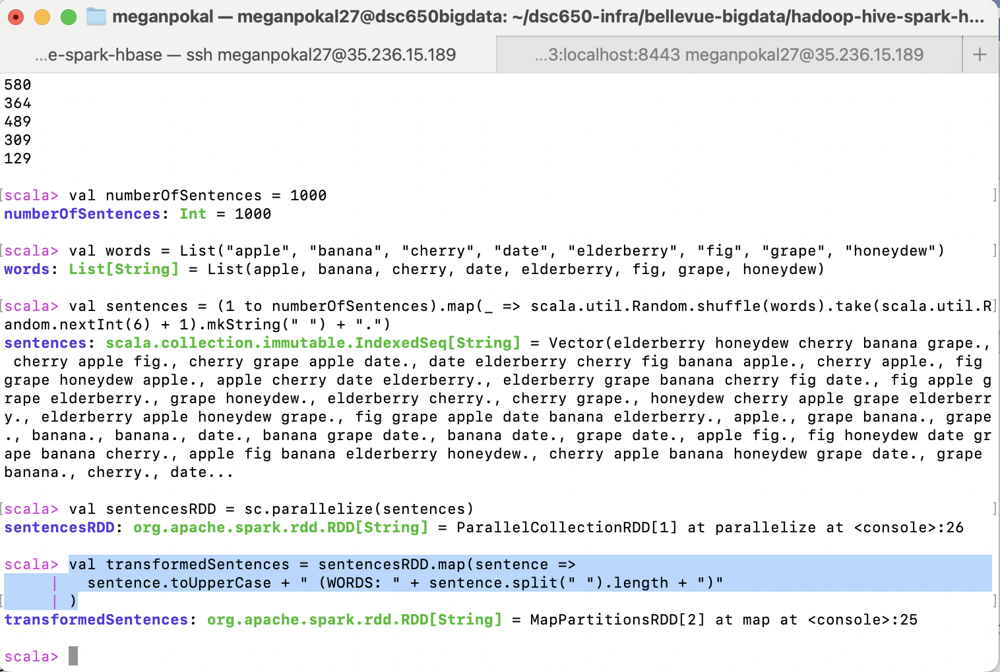 meganpokal — meganpokal27@dsc650bigdata: ~/dsc650-infra/bellevue-bigdata/hadoop-hive-spark-h...
...e-spark-hbase — ssh meganpokal27@35.236.15.189
...3:localhost:8443 meganpokal27@35.236.15.189
+
580
364
489
309
129
[scala> val numberOfSentences = 1000 ]
numberOfSentences: Int = 1000
[scala> val words = List("apple", "banana", "cherry", "date", "elderberry", "fig", "grape", "honeydew") ]
words: List[String] = List(apple, banana, cherry, date, elderberry, fig, grape, honeydew)
[scala> val sentences = (1 to numberOfSentences).map(_ => scala.util.Random.shuffle(words).take(scala.util.R]
andom.nextInt(6) + 1).mkString(" ") + ".")
sentences: scala.collection.immutable.IndexedSeq[String] = Vector(elderberry honeydew cherry banana grape.,
 cherry apple fig., cherry grape apple date., date elderberry cherry fig banana apple., cherry apple., fig
grape honeydew apple., apple cherry date elderberry., elderberry grape banana cherry fig date., fig apple g
rape elderberry., grape honeydew., elderberry cherry., cherry grape., honeydew cherry apple grape elderberr
y., elderberry apple honeydew grape., fig grape apple date banana elderberry., apple., grape banana., grape
., banana., banana., date., banana grape date., banana date., grape date., apple fig., fig honeydew date gr
ape banana cherry., apple fig banana elderberry honeydew., cherry apple banana honeydew grape date., grape
banana., cherry., date...
[scala> val sentencesRDD = sc.parallelize(sentences) ]
sentencesRDD: org.apache.spark.rdd.RDD[String] = ParallelCollectionRDD[1] at parallelize at <console>:26
scala> val transformedSentences = sentencesRDD.map(sentence =>
     |   sentence.toUpperCase + " (WORDS: " + sentence.split(" ").length + ")"
[     | ) ]
transformedSentences: org.apache.spark.rdd.RDD[String] = MapPartitionsRDD[2] at map at <console>:25
scala>